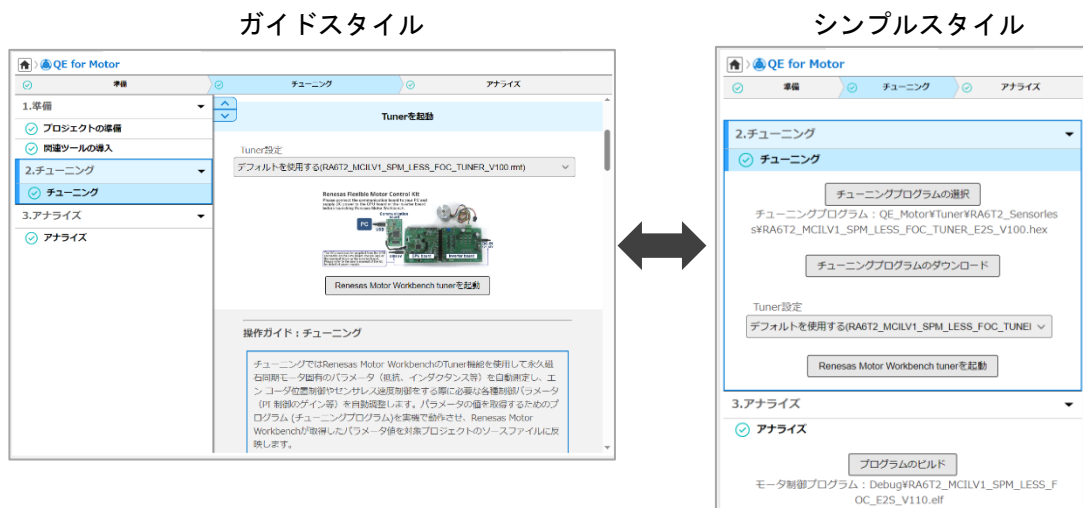 ガイドスタイル
シンプルスタイル
QE for Motor
準備
チューニング
アナライズ
1.準備
プロジェクトの準備
関連ツールの導入
2.チューニング
チューニング
3.アナライズ
アナライズ
Tunerを起動
Tuner設定
デフォルトを使用する(RA6T2_MCILV1_SPM_LESS_FOC_TUNER_V100.rmt)
Renesas Flexible Motor Control Kit
PC
USB
CPU board
Inverter board
Renesas Motor Workbench tunerを起動
操作ガイド：チューニング
チューニングではRenesas Motor WorkbenchのTuner機能を使用して永久磁
石同期モータ固有のパラメータ（抵抗、インダクタンス等）を自動測定し、エ
ン コーダ位置制御やセンサレス速度制御をする際に必要な各種制御パラメータ
（PI 制御のゲイン等）を自動調整します。パラメータの値を取得するためのプ
ログラム (チューニングプログラム)を実機で動作させ、Renesas Motor
Workbenchが取得したパラメータ値を対象プロジェクトのソースファイルに反
映します。
QE for Motor
準備
チューニング
アナライズ
2.チューニング
チューニング
チューニングプログラムの選択
チューニングプログラム：QE_Motor¥Tuner¥RA6T2_Sensorles
s¥RA6T2_MCILV1_SPM_LESS_FOC_TUNER_E2S_V100.hex
チューニングプログラムのダウンロード
Tuner設定
デフォルトを使用する(RA6T2_MCILV1_SPM_LESS_FOC_TUNEI
Renesas Motor Workbench tunerを起動
3.アナライズ
アナライズ
プログラムのビルド
モータ制御プログラム：Debug¥RA6T2_MCILV1_SPM_LESS_F
OC_E2S_V110.elf